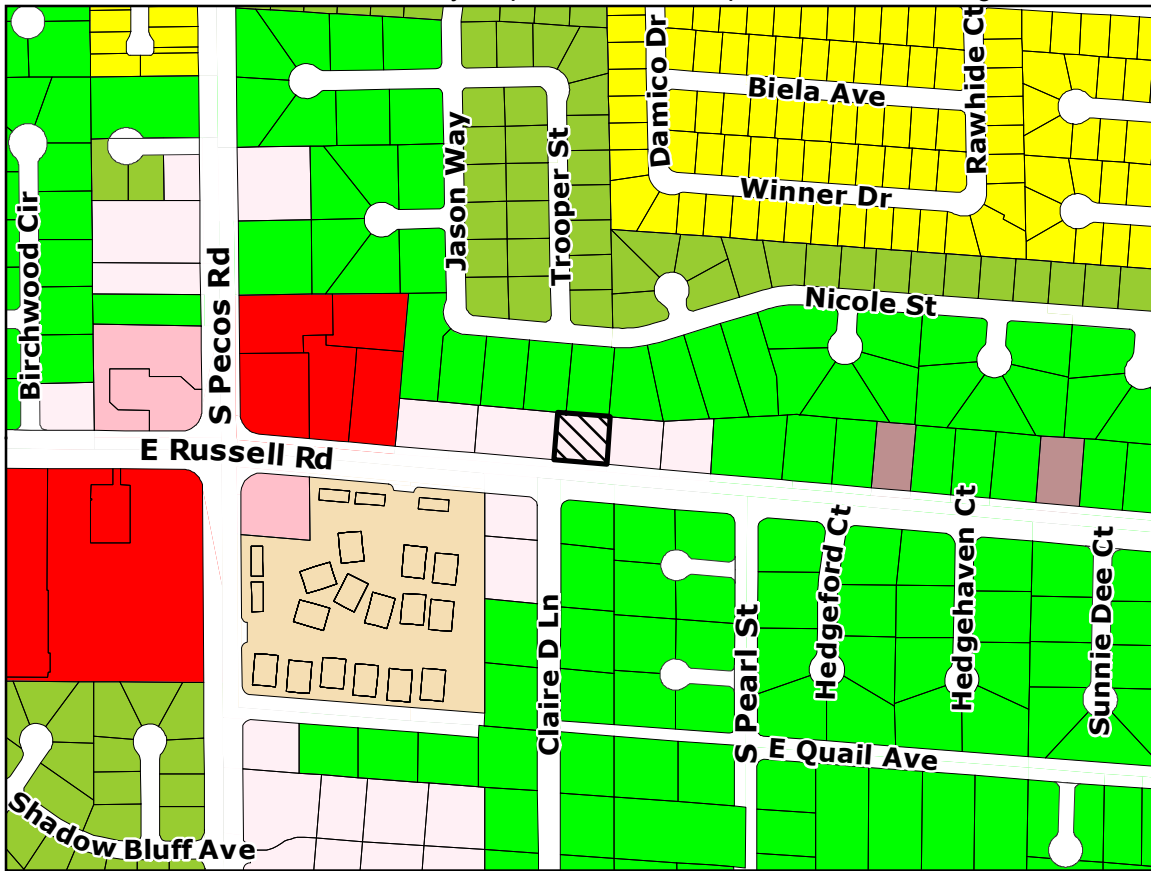 Damico Dr
Rawhide Ct
Biela Ave
Jason Way
Trooper St
Winner Dr
Birchwood Cir
S Pecos Rd
Nicole St
E Russell Rd
Hedgeford Ct
Hedgehaven Ct
Sunnie Dee Ct
Claire D Ln
S Pearl St
E Quail Ave
Shadow Bluff Ave